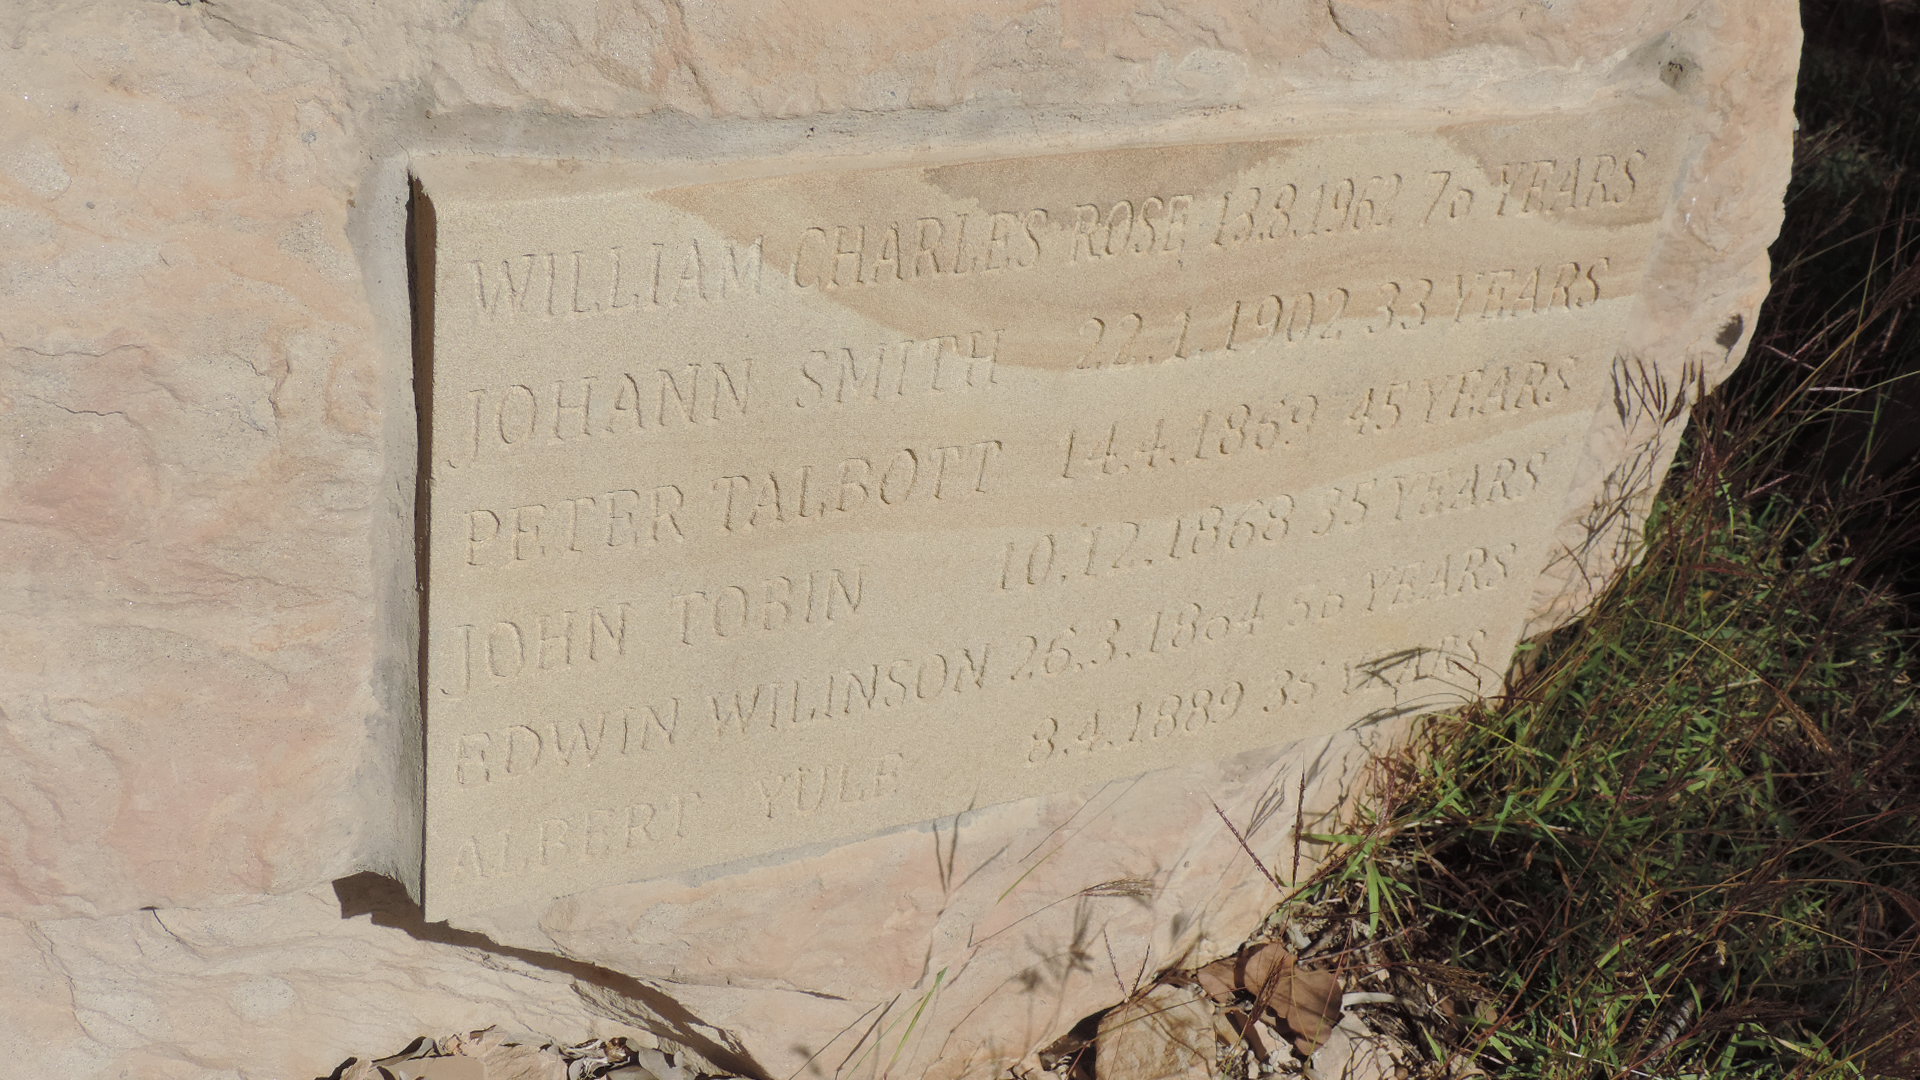 WILLIAM CHARLES ROSE 13.8.1962 76 YEARS
JOHANN SMITH 22.1.1902 33 YEARS
PETER TALBOTT 14.4.1869 45 YEARS
JOHN TOBIN 10.12.1868 35 YEARS
EDWIN WILINSON 26.3.1864 YEARS
ALBERT YULE 8.4.1889 35 YEARS